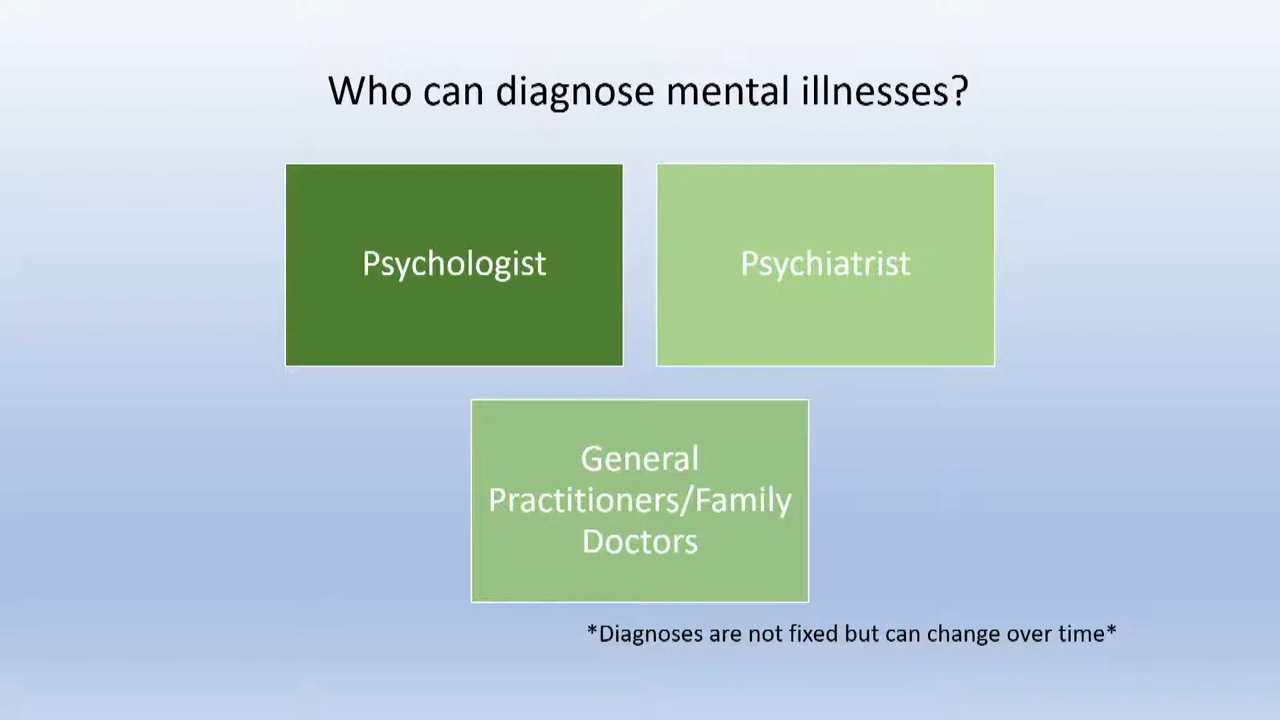 Who can diagnose mental illnesses?
Psychologist
Psychiatrist
General
Practitioners/Family
Doctors
*Diagnoses are not fixed but can change over time*